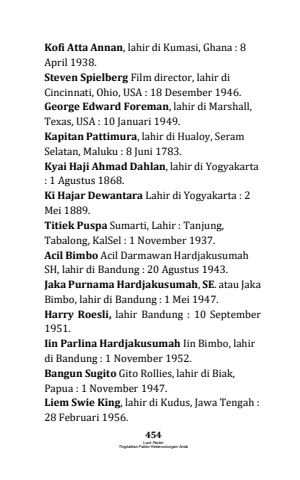 Kofi Atta Annan, lahir di Kumasi, Ghana : 8
April 1938.
Steven Spielberg Film director, lahir di
Cincinnati, Ohio, USA : 18 Desember 1946.
George Edward Foreman, lahir di Marshall,
Texas, USA : 10 Januari 1949.
Kapitan Pattimura, lahir di Hualoy, Seram
Selatan, Maluku : 8 Juni 1783.
Kyai Haji Ahmad Dahlan, lahir di Yogyakarta
: 1 Agustus 1868.
Ki Hajar Dewantara Lahir di Yogyakarta : 2
Mei 1889.
Titiek Puspa Sumarti, Lahir : Tanjung,
Tabalong, KalSel : 1 November 1937.
Acil Bimbo Acil Darmawan Hardjakusumah
SH, lahir di Bandung : 20 Agustus 1943.
Jaka Purnama Hardjakusumah, SE. atau Jaka
Bimbo, lahir di Bandung : 1 Mei 1947.
Harry Roesli, lahir Bandung : 10 September
1951.
Iin Parlina Hardjakusumah Iin Bimbo, lahir
di Bandung : 1 November 1952.
Bangun Sugito Gito Rollies, lahir di Biak,
Papua : 1 November 1947.
Liem Swie King, lahir di Kudus, Jawa Tengah :
28 Februari 1956.
454
Luck Factor
Tingkatkan Faktor Keberuntungan Anda